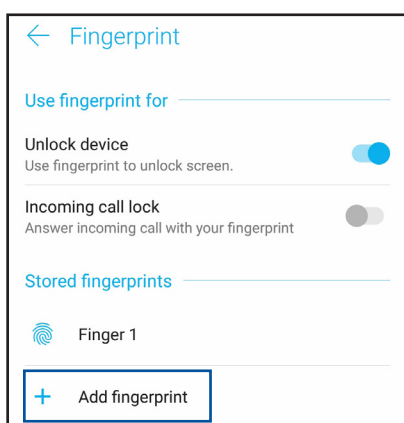 Fingerprint
Use fingerprint for
Unlock device
Use fingerprint to unlock screen.
Incoming call lock
Answer incoming call with your fingerprint
Stored fingerprints
Finger 1
Add fingerprint